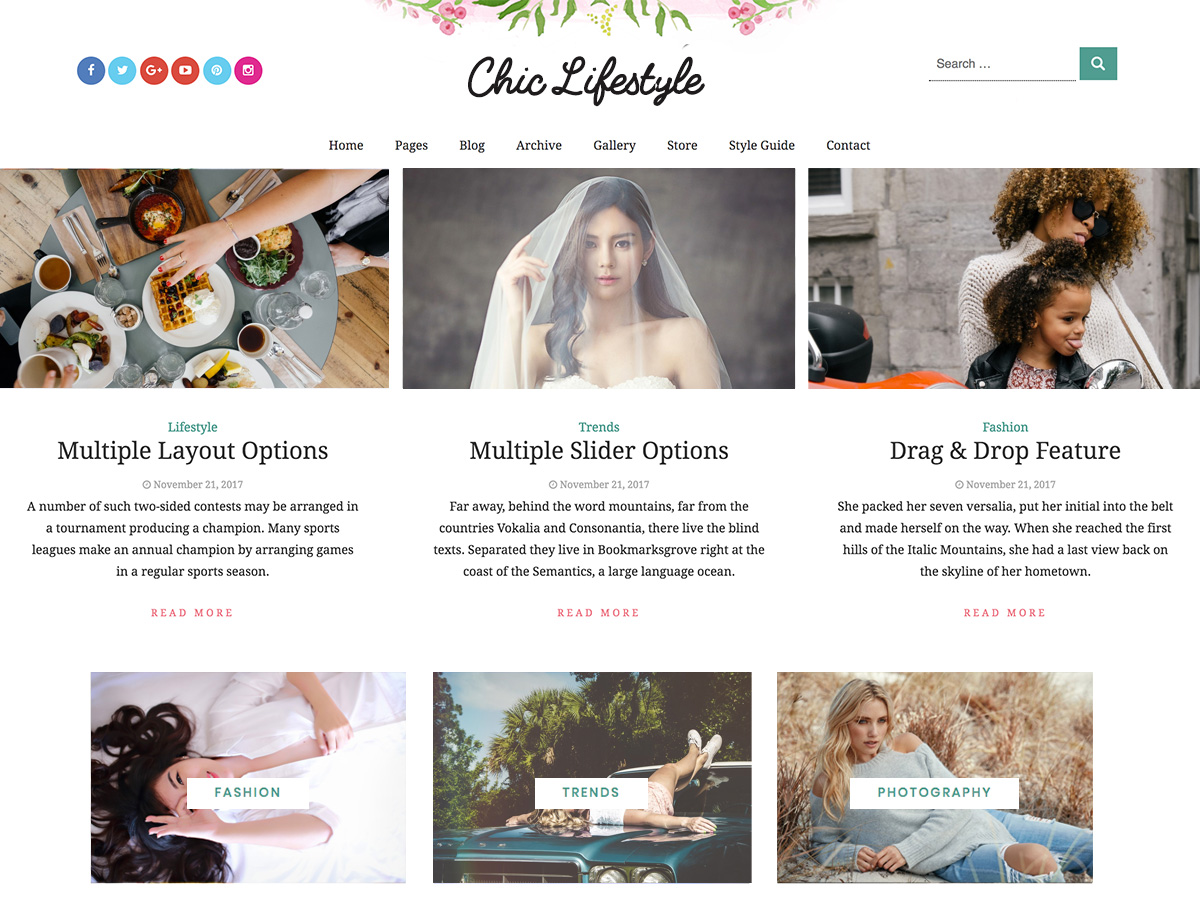 Chic Lifestyle
Search ...
Home Pages Blog Archive Gallery Store Style Guide Contact
Lifestyle
Multiple Layout Options
November 21, 2017
A number of such two-sided contests may be arranged in
a tournament producing a champion. Many sports
leagues make an annual champion by arranging games
in a regular sports season.
READ MORE
Trends
Multiple Slider Options
November 21, 2017
Far away, behind the word mountains, far from the
countries Vokalia and Consonantia, there live the blind
texts. Separated they live in Bookmarksgrove right at the
coast of the Semantics, a large language ocean.
READ MORE
Fashion
Drag & Drop Feature
November 21, 2017
She packed her seven versalia, put her initial into the belt
and made herself on the way. When she reached the first
hills of the Italic Mountains, she had a last view back on
the skyline of her hometown.
READ MORE
FASHION
TRENDS
PHOTOGRAPHY